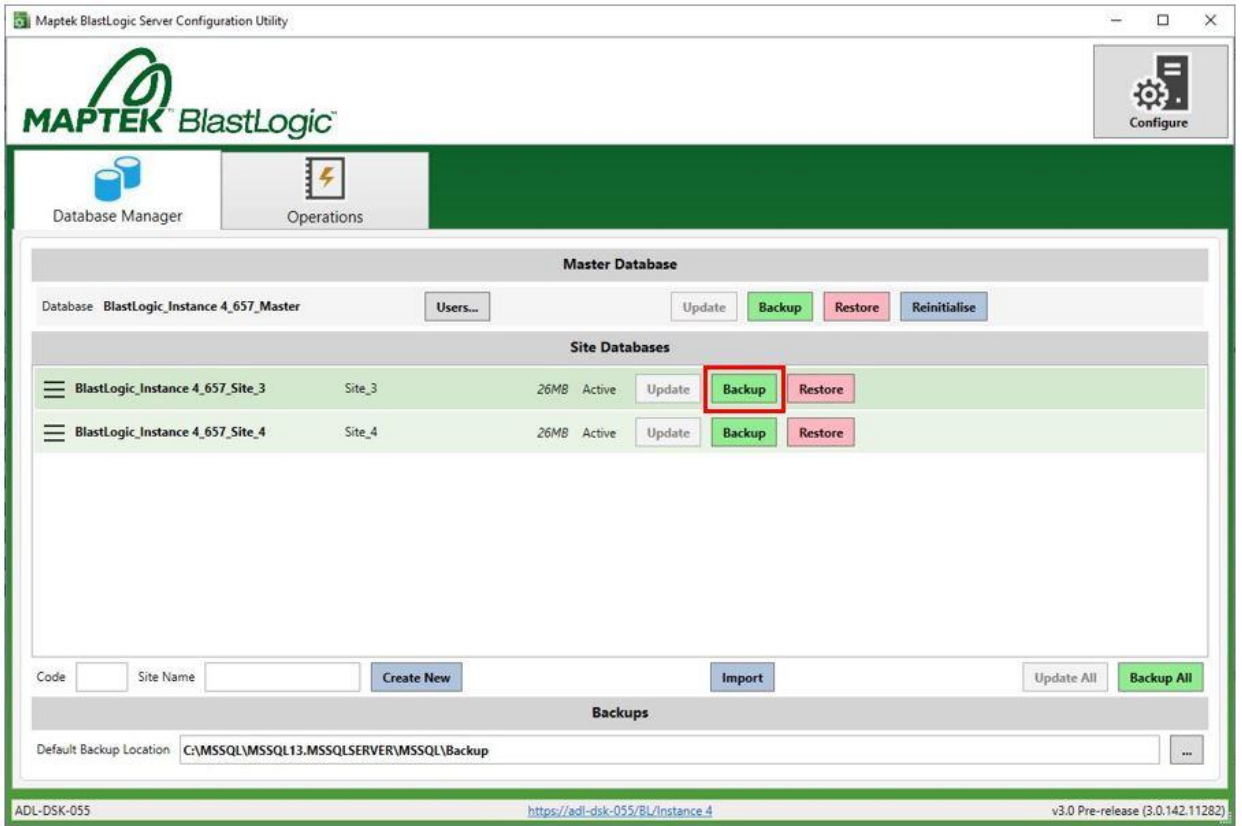 Maptek BlastLogic Server Configuration Utility
MAPTEK™ BlastLogic™
Configure
Database Manager
Operations
Master Database
Database BlastLogic_Instance 4_657_Master Users... Update Backup Restore Reinitialise
Site Databases
BlastLogic_Instance 4_657_Site_3 Site_3 26MB Active Update Backup Restore
BlastLogic_Instance 4_657_Site_4 Site_4 26MB Active Update Backup Restore
Code Site Name Create New Import Update All Backup All
Backups
Default Backup Location C:\MSSQL\MSSQL13.MSSQLSERVER\MSSQL\Backup ...
ADL-DSK-055 https://adl-dsk-055/BL/Instance 4 v3.0 Pre-release (3.0.142.11282)